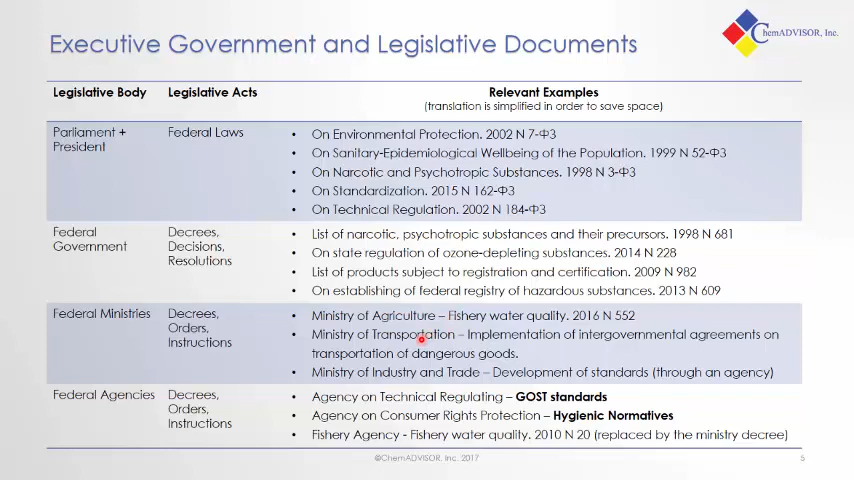 Executive Government and Legislative Documents
ChemADVISOR, Inc.
Legislative Body Legislative Acts Relevant Examples
(translation is simplified in order to save space)
Parliament + President
Federal Laws
• On Environmental Protection. 2002 N 7-ФЗ
• On Sanitary-Epidemiological Wellbeing of the Population. 1999 N 52-ФЗ
• On Narcotic and Psychotropic Substances. 1998 N 3-ФЗ
• On Standardization. 2015 N 162-ФЗ
• On Technical Regulation. 2002 N 184-ФЗ
Federal
Government
Decrees,
Decisions,
Resolutions
• List of narcotic, psychotropic substances and their precursors. 1998 N 681
• On state regulation of ozone-depleting substances. 2014 N 228
• List of products subject to registration and certification. 2009 N 982
• On establishing of federal registry of hazardous substances. 2013 N 609
Federal Ministries
Decrees,
Orders,
Instructions
• Ministry of Agriculture – Fishery water quality. 2016 N 552
• Ministry of Transportation – Implementation of intergovernmental agreements on
transportation of dangerous goods.
• Ministry of Industry and Trade – Development of standards (through an agency)
Federal Agencies
Decrees,
Orders,
Instructions
• Agency on Technical Regulating – GOST standards
• Agency on Consumer Rights Protection – Hygienic Normatives
• Fishery Agency - Fishery water quality. 2010 N 20 (replaced by the ministry decree)
©ChemADVISOR, Inc. 2017
5